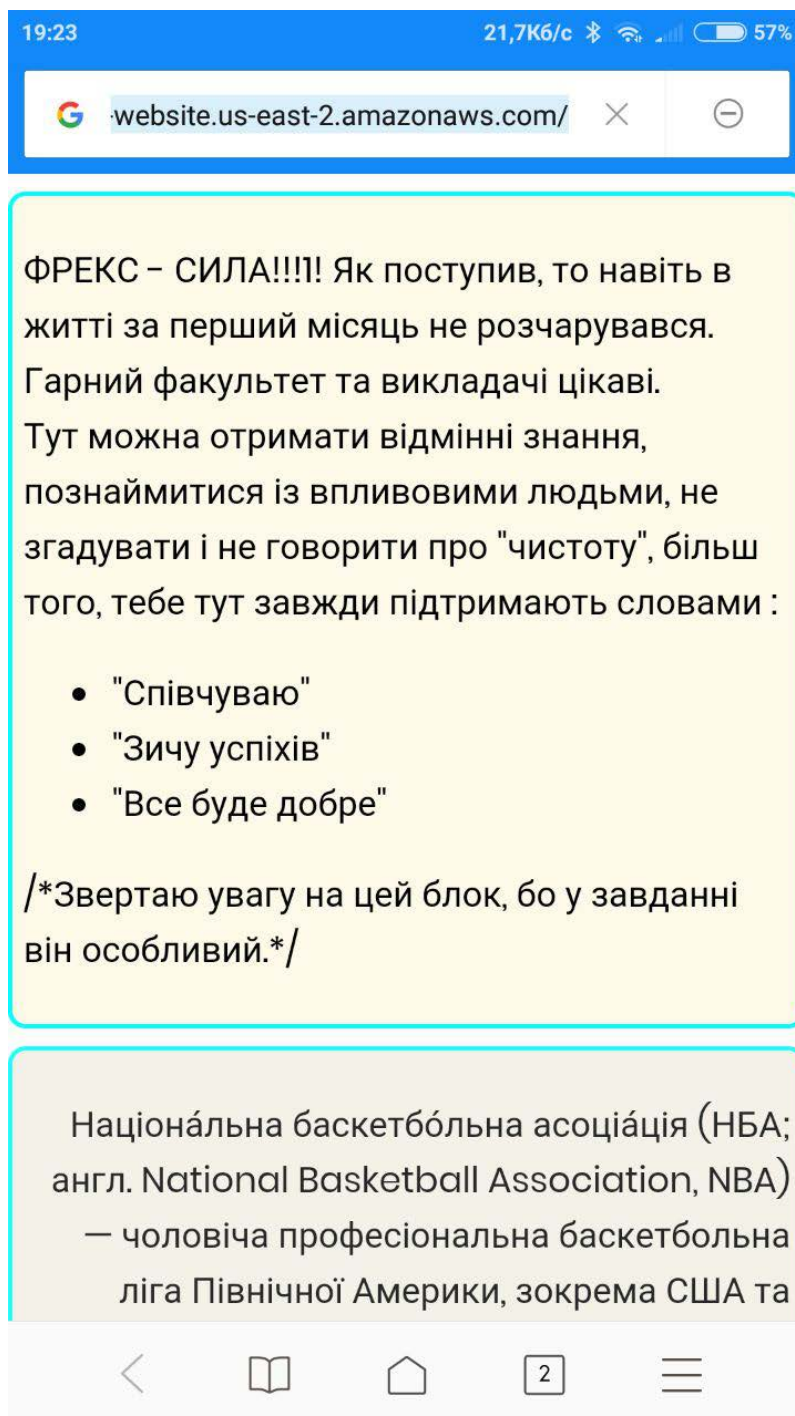 19:23 21,7Кб/с 57%
-website.us-east-2.amazonaws.com/
ФРЕКС - СИЛА!!!1! Як поступив, то навіть в
житті за перший місяць не розчарувався.
Гарний факультет та викладачі цікаві.
Тут можна отримати відмінні знання,
познаймитися із впливовими людьми, не
згадувати і не говорити про "чистоту", більш
того, тебе тут завжди підтримають словами :
• "Співчуваю"
• "Зичу успіхів"
• "Все буде добре"
/*Звертаю увагу на цей блок, бо у завданні
він особливий.*/
Націона́льна баскетбо́льна асоціа́ція (НБА;
англ. National Basketball Association, NBA)
— чоловіча професіональна баскетбольна
ліга Північної Америки, зокрема США та
2